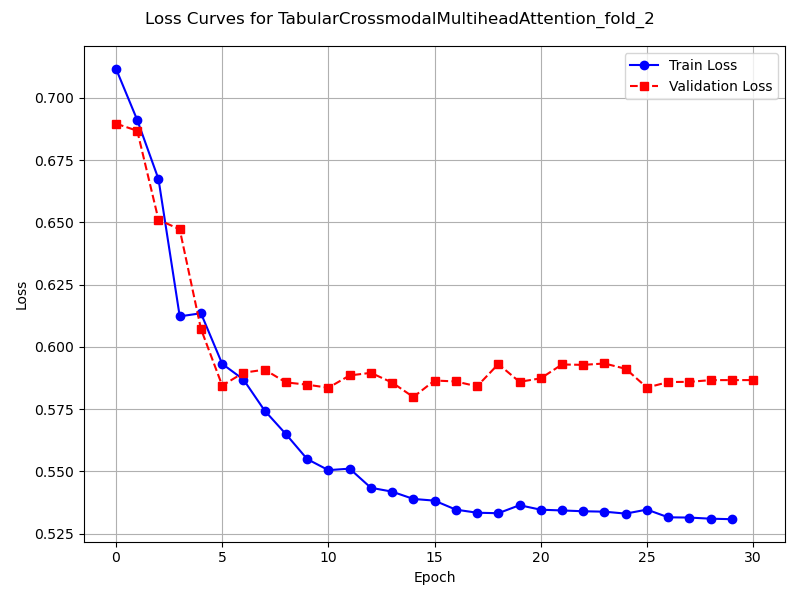 Loss Curves for TabularCrossmodalMultiheadAttention_fold_2
Train Loss
Validation Loss
0.700
0.675
0.650
0.625
0.600
0.575
0.550
0.525
Loss
0 5 10 15 20 25 30
Epoch